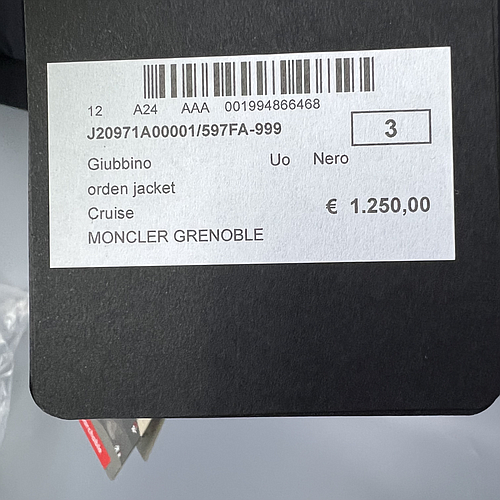 12 A24 AAA 001994866468
J20971A00001/597FA-999
3
Giubbino Uo Nero
orden jacket
Cruise € 1.250,00
MONCLER GRENOBLE